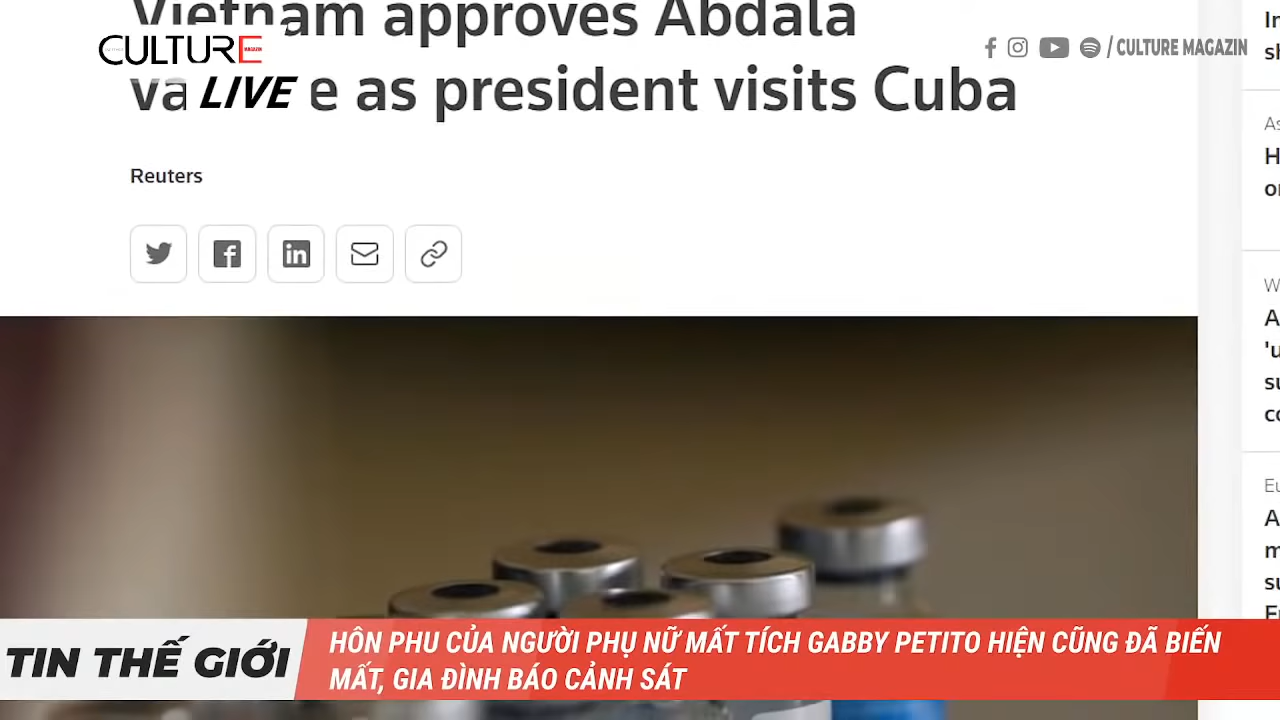 Vietnam approves Abdala
CULTURE
MAGAZIN
/ CULTURE MAGAZIN
va LIVE e as president visits Cuba
Reuters
TIN THẾ GIỚI
HÔN PHU CỦA NGƯỜI PHỤ NỮ MẤT TÍCH GABBY PETITO HIỆN CŨNG ĐÃ BIẾN
MẤT, GIA ĐÌNH BÁO CẢNH SÁT